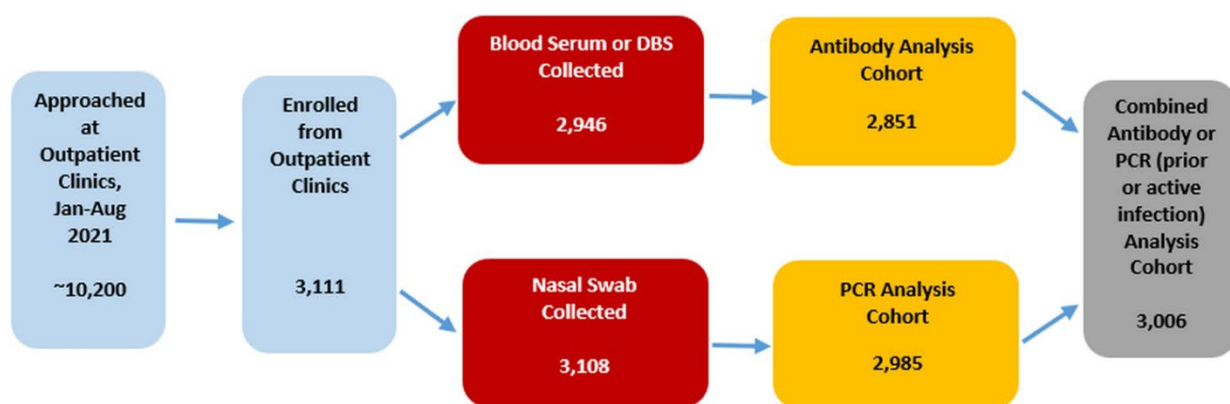 Approached
at
Outpatient
Clinics,
Jan-Aug
2021
~10,200
Enrolled
from
Outpatient
Clinics
3,111
Blood Serum or DBS
Collected
2,946
Antibody Analysis
Cohort
2,851
Nasal Swab
Collected
3,108
PCR Analysis
Cohort
2,985
Combined
Antibody or
PCR (prior
or active
infection)
Analysis
Cohort
3,006